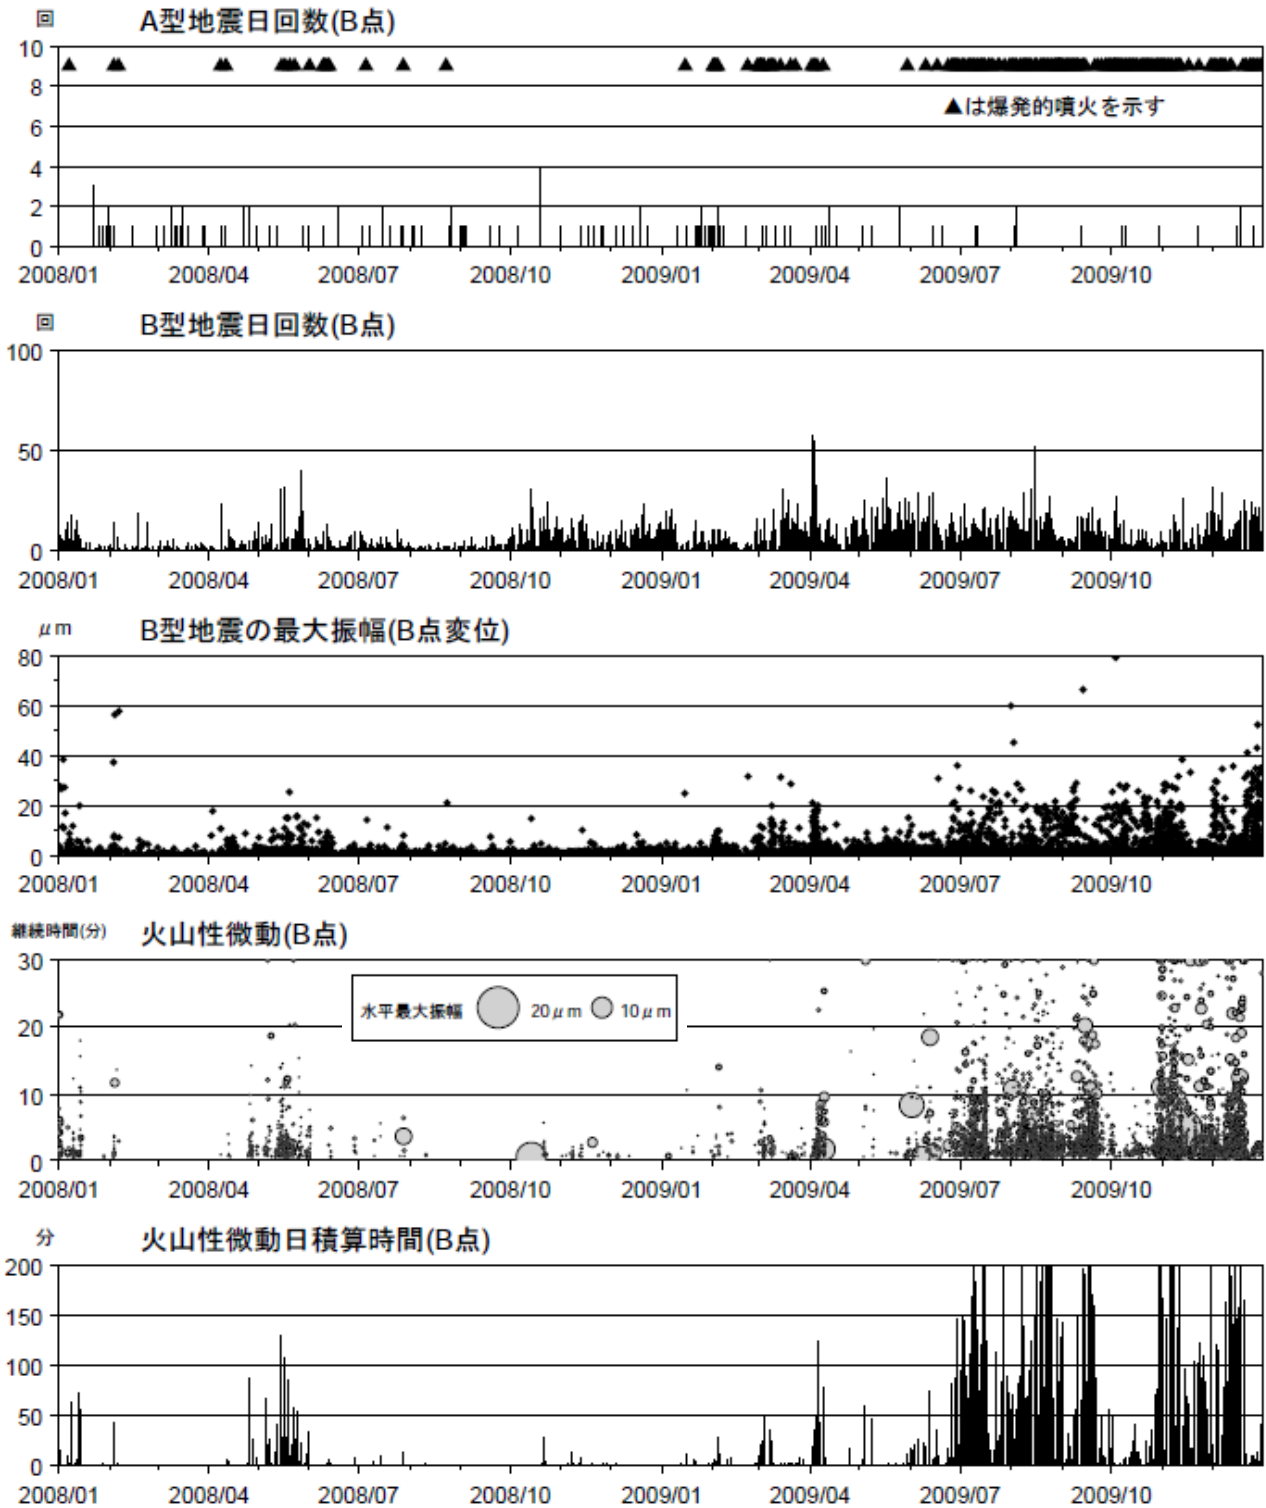 回 A型地震日回数(B点)
10
8
▲は爆発的噴火を示す
6
4
2
0
2008/01 2008/04 2008/07 2008/10 2009/01 2009/04 2009/07 2009/10
回 B型地震日回数(B点)
100
50
0
2008/01 2008/04 2008/07 2008/10 2009/01 2009/04 2009/07 2009/10
μm B型地震の最大振幅(B点変位)
80
60
40
20
0
2008/01 2008/04 2008/07 2008/10 2009/01 2009/04 2009/07 2009/10
継続時間(分) 火山性微動(B点)
30
水平最大振幅 20μm 10μm
20
10
0
2008/01 2008/04 2008/07 2008/10 2009/01 2009/04 2009/07 2009/10
分 火山性微動日積算時間(B点)
200
150
100
50
0
2008/01 2008/04 2008/07 2008/10 2009/01 2009/04 2009/07 2009/10